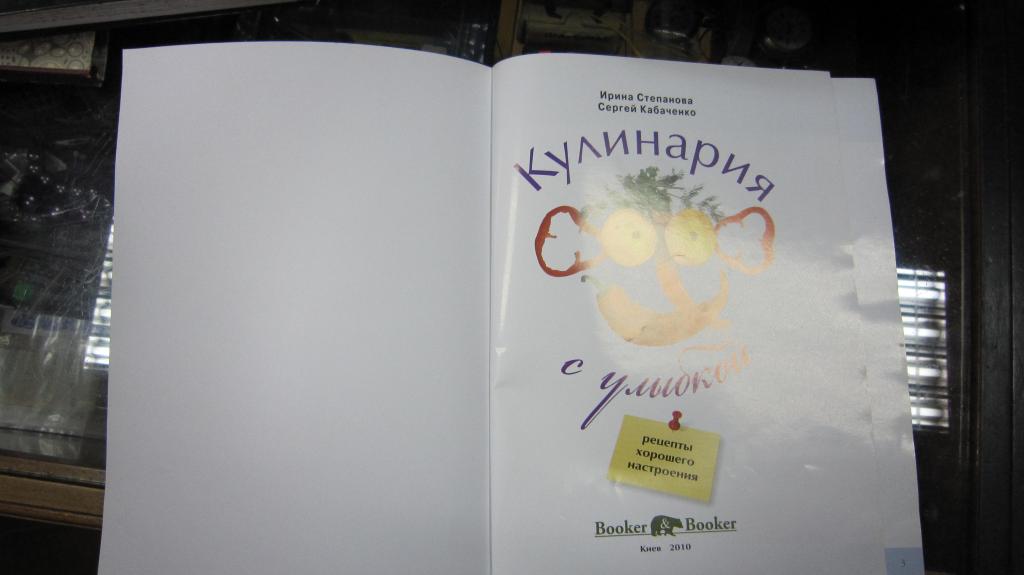 Ирина Степанова
Сергей Кабаченко
Кулинария
с улыбкой
рецепты
хорошего
настроения
Booker & Booker
Киев 2010
3